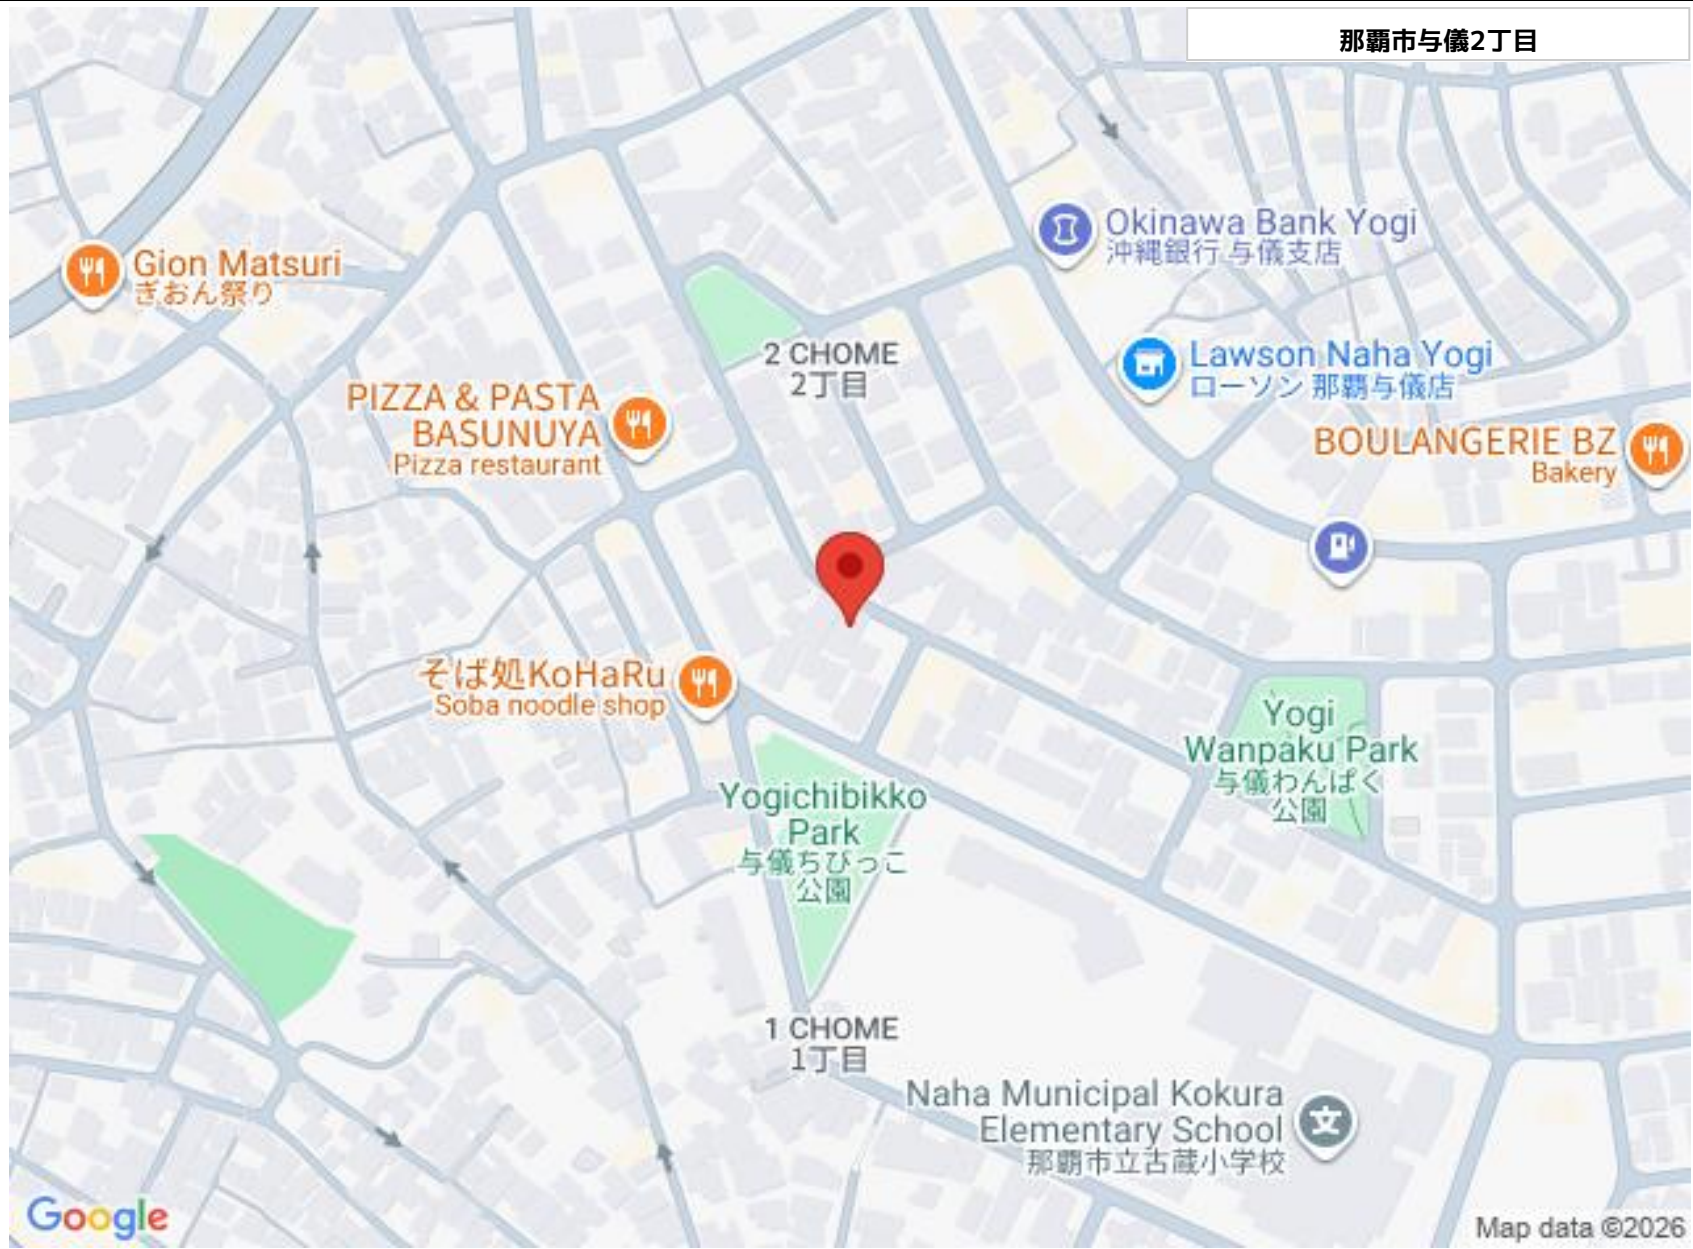 那覇市与儀2丁目
Okinawa Bank Yogi
沖縄銀行 与儀支店
Gion Matsuri
ぎおん祭り
2 CHOME
2丁目
Lawson Naha Yogi
ローソン 那覇与儀店
PIZZA & PASTA
BASUNUYA
Pizza restaurant
BOULANGERIE BZ
Bakery
そば処KoHaRu
Soba noodle shop
Yogi
Wanpaku Park
与儀わんぱく
公園
Yogichibikko
Park
与儀ちびっこ
公園
1 CHOME
1丁目
Naha Municipal Kokura
Elementary School
那覇市立古蔵小学校
文
Google
Map data ©2026